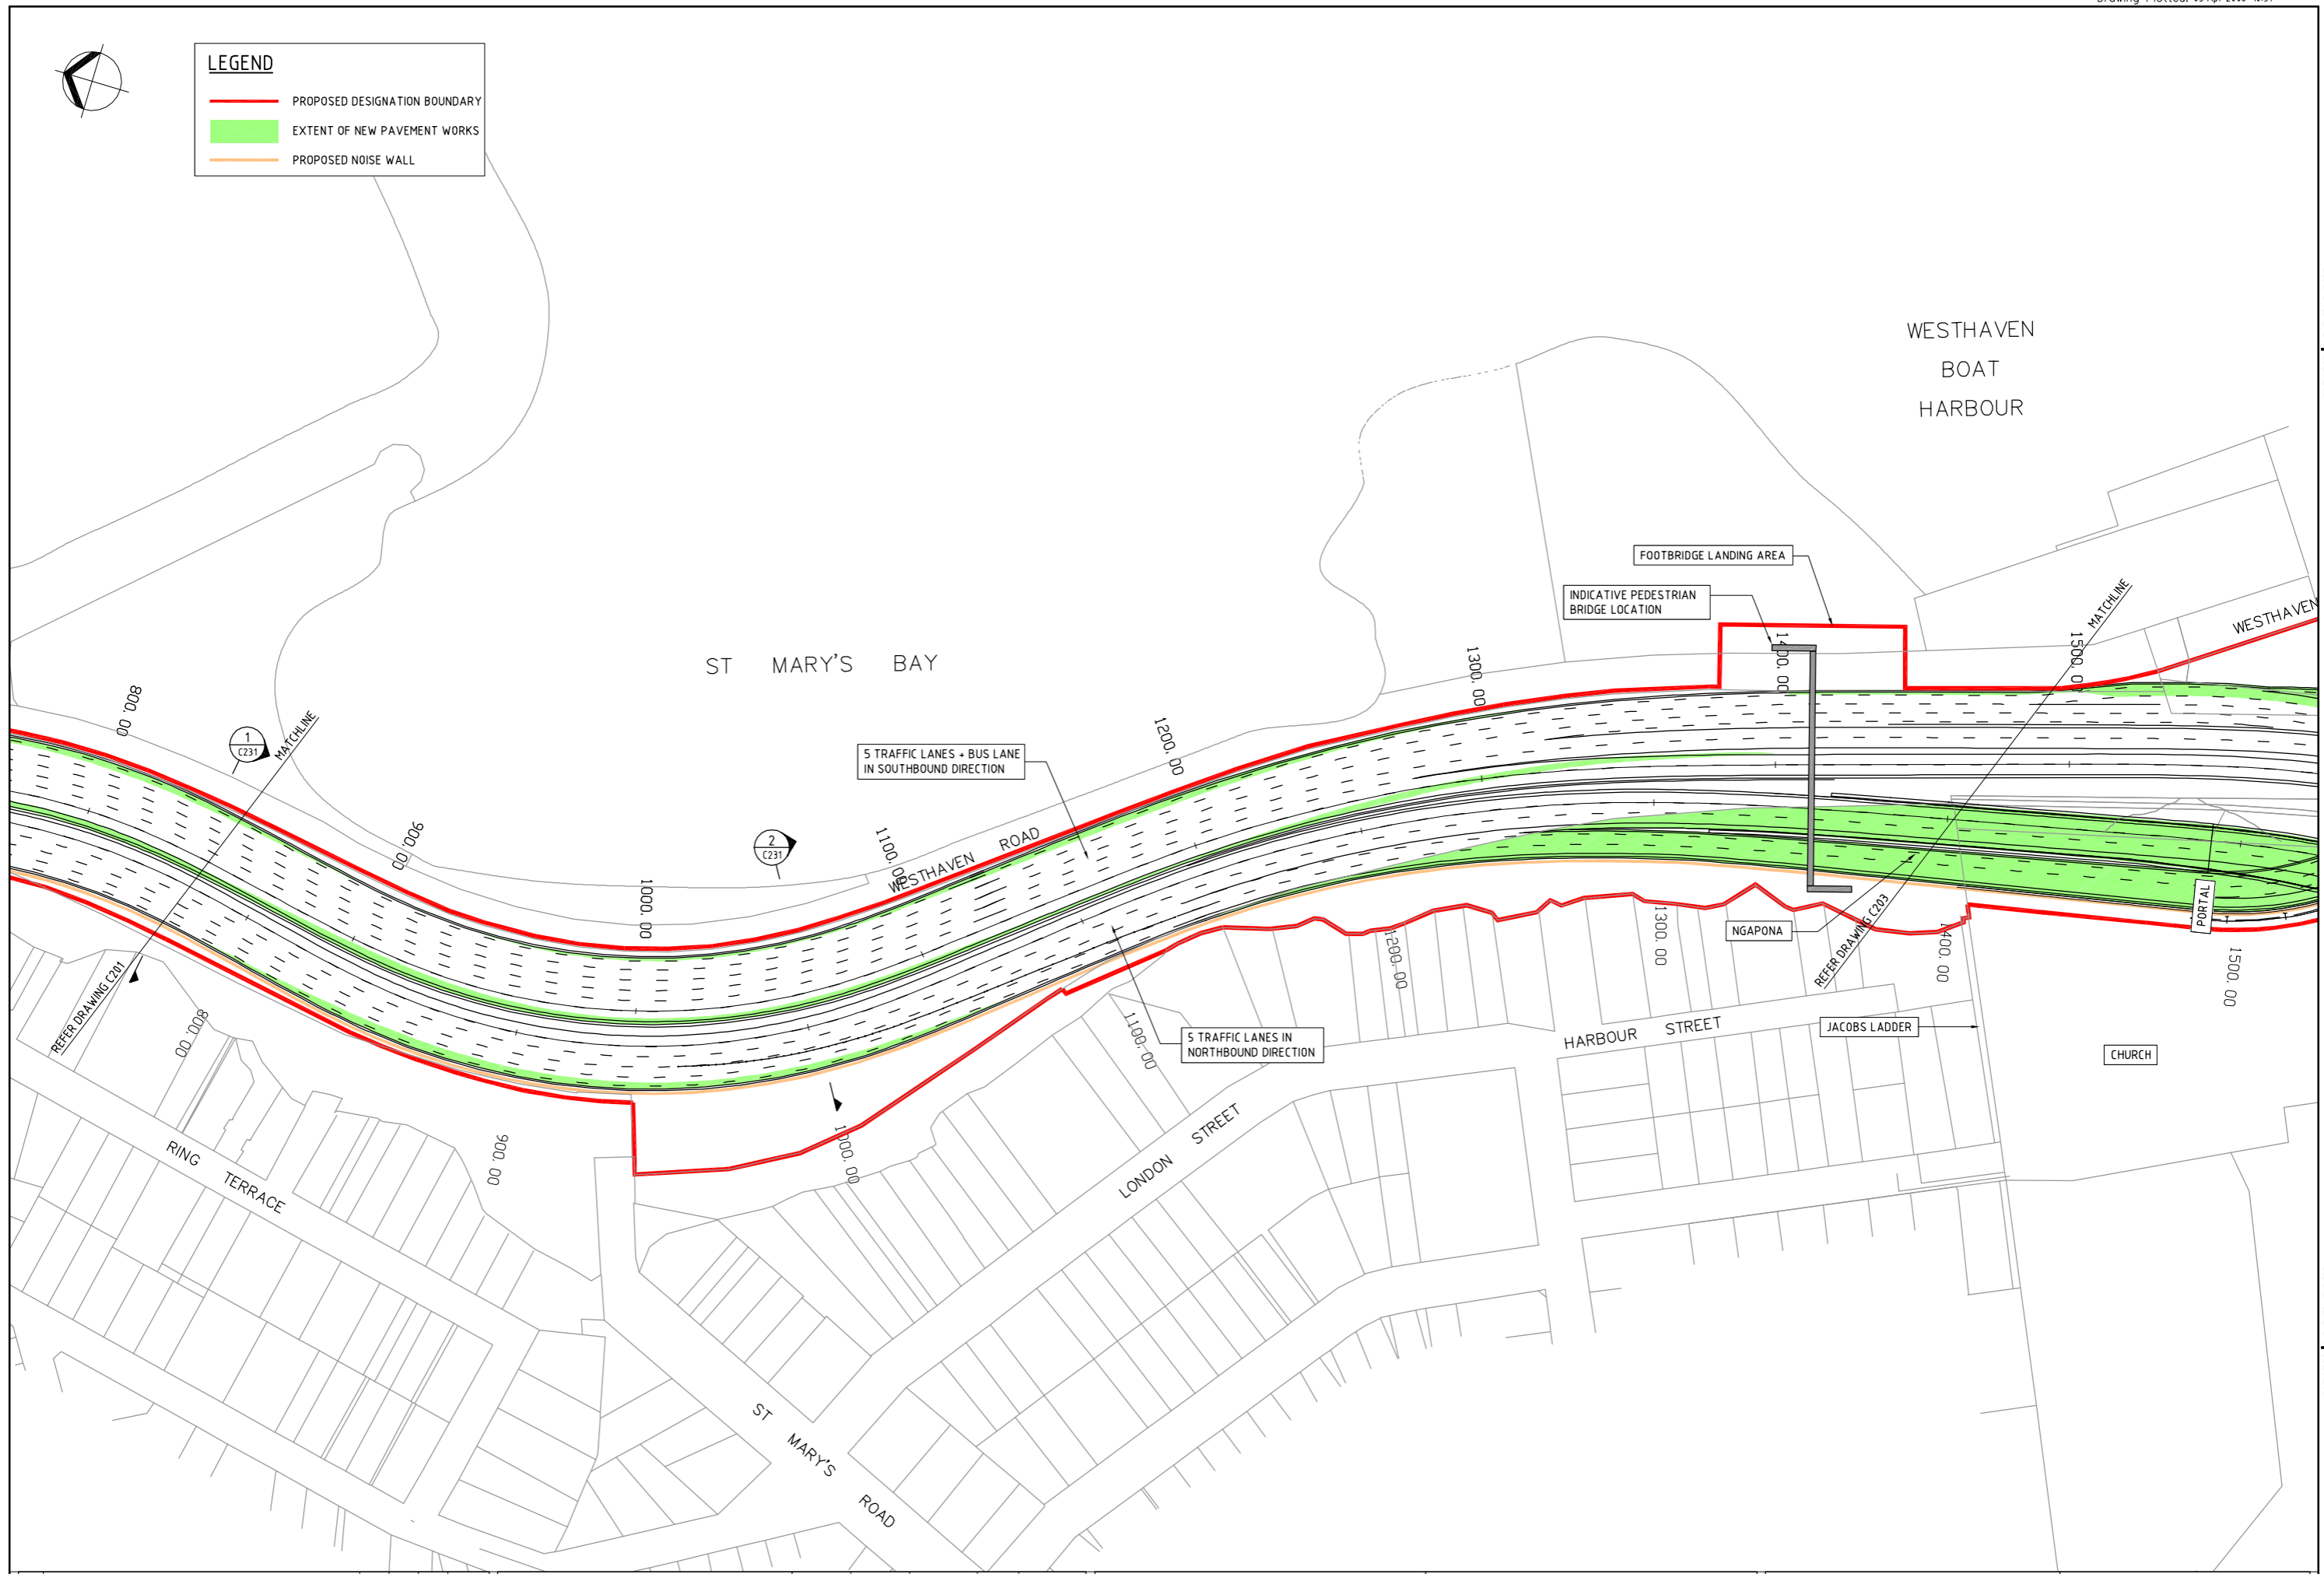 LEGEND
PROPOSED DESIGNATION BOUNDARY
EXTENT OF NEW PAVEMENT WORKS
PROPOSED NOISE WALL
WESTHAVEN
BOAT
HARBOUR
FOOTBRIDGE LANDING AREA
INDICATIVE PEDESTRIAN
BRIDGE LOCATION
MATCHLINE
WESTHAVEN
ST MARY'S BAY
1300.00
1400.00
1500.00
800.00
1
C231
MATCHLINE
1200.00
5 TRAFFIC LANES + BUS LANE
IN SOUTHBOUND DIRECTION
900.00
2
C231
1100.00
WESTHAVEN ROAD
1000.00
PORTAL
T
T
NGAPONA
REFER DRAWING C203
1200.00
1300.00
1400.00
1500.00
REFER DRAWING C201
800.00
1100.00
5 TRAFFIC LANES IN
NORTHBOUND DIRECTION
HARBOUR STREET
JACOBS LADDER
CHURCH
900.00
1000.00
RING TERRACE
LONDON STREET
ST MARY'S ROAD